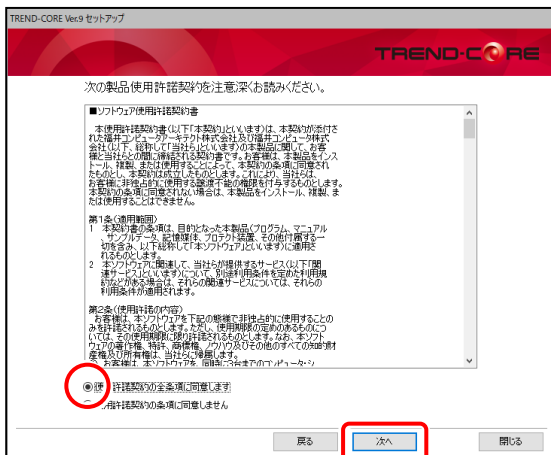 TREND-CORE Ver.9 セットアップ
TREND-CORE
次の製品使用許諾契約を注意深くお読みください。
■ソフトウェア使用許諾契約書
本使用許諾契約書(以下「本契約」といいます)は、本契約が添付さ
れた福井コンピュータアーキテクト株式会社及び福井コンピュータ株式
会社(以下、総称して「当社ら」といいます)の本製品に関して、お客
様と当社らとの間に締結される契約書です。お客様は、本製品をインス
トール、複製、または使用することによって、本契約の条項に同意され
たものとし、本契約は成立したものとします。これにより、当社らは、
お客様に非独占的に使用する譲渡不能の権限を付与するものとします。
本契約の条項に同意されない場合は、本製品をインストール、複製、ま
たは使用することはできません。
第1条(適用範囲)
1 本契約書の条項は、目的となった本製品(プログラム、マニュアル
、サンプルデータ、記憶媒体、プロテクト装置、その他付属する一
切を含み、以下総称して「本ソフトウェア」といいます)に適用さ
れるものとします。
2 本ソフトウェアに関連して、当社らが提供するサービス(以下「関
連サービス」といいます)について、別途利用条件を定めた利用規
約などがある場合は、それらの関連サービスについては、それらの
利用条件が適用されます。
第2条(使用許諾の内容)
お客様は、本ソフトウェアを下記の態様で非独占的に使用することの
みを許諾されるものとします。ただし、使用期限の定めのあるものにつ
いては、その使用期限に限り許諾されるものとします。なお、本ソフト
ウェアの著作権、特許、商標権、ノウハウ及びその他のすべての知的財
産権及び所有権は、当社らに帰属します。
お客様は、本ソフトウェアを、同時に3台までのコンピュータ・シ
許諾契約の全条項に同意します
用許諾契約の条項に同意しません
戻る
次へ
閉じる